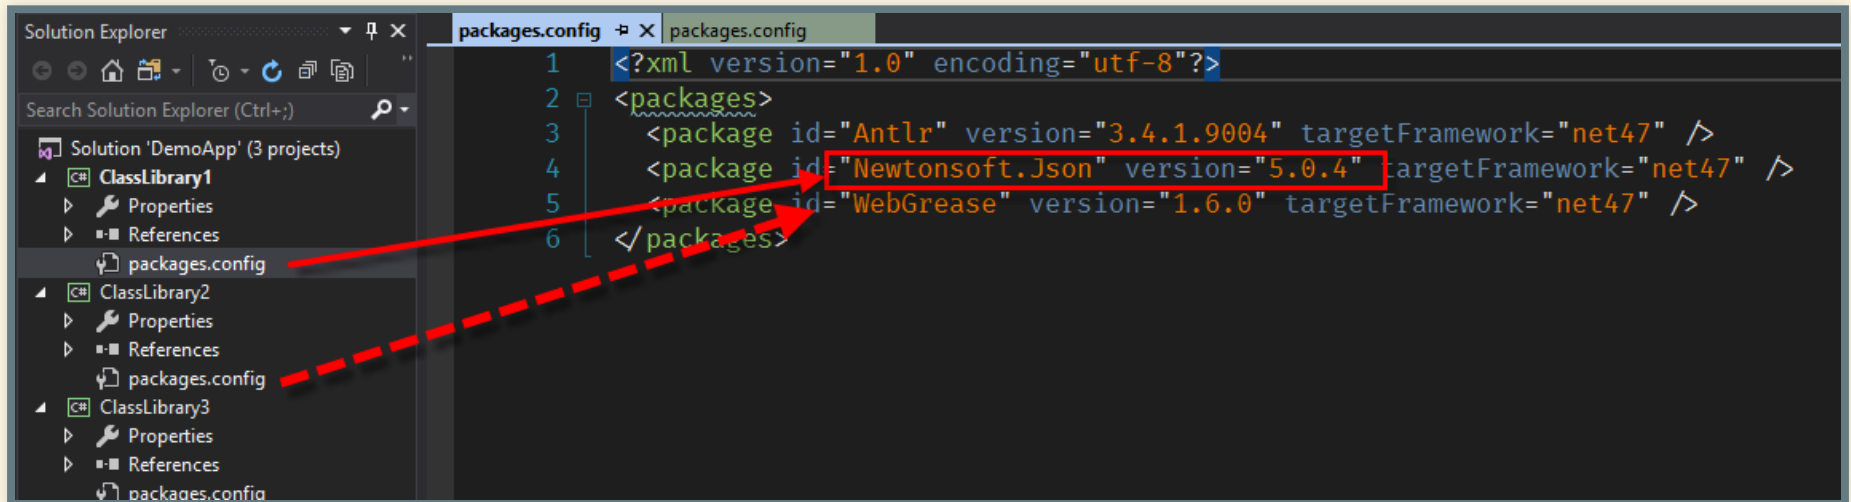 Solution Explorer
Search Solution Explorer (Ctrl+;)
Solution 'DemoApp' (3 projects)
C# ClassLibrary1
Properties
References
packages.config
C# ClassLibrary2
Properties
References
packages.config
C# ClassLibrary3
Properties
References
packages.config
packages.config packages.config
1 <?xml version="1.0" encoding="utf-8"?>
2 <packages>
3 <package id="Antlr" version="3.4.1.9004" targetFramework="net47" />
4 <package id="Newtonsoft.Json" version="5.0.4" targetFramework="net47" />
5 <package id="WebGrease" version="1.6.0" targetFramework="net47" />
6 </packages>